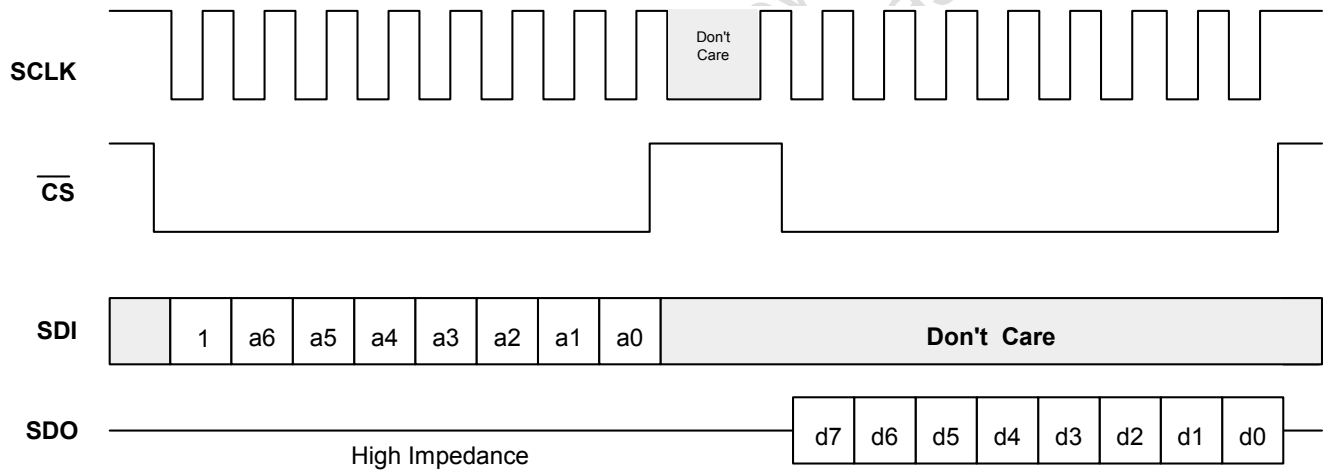 Don't
Care
SCLK
CS
SDI
1 a6 a5 a4 a3 a2 a1 a0 Don't Care
SDO
d7 d6 d5 d4 d3 d2 d1 d0
High Impedance